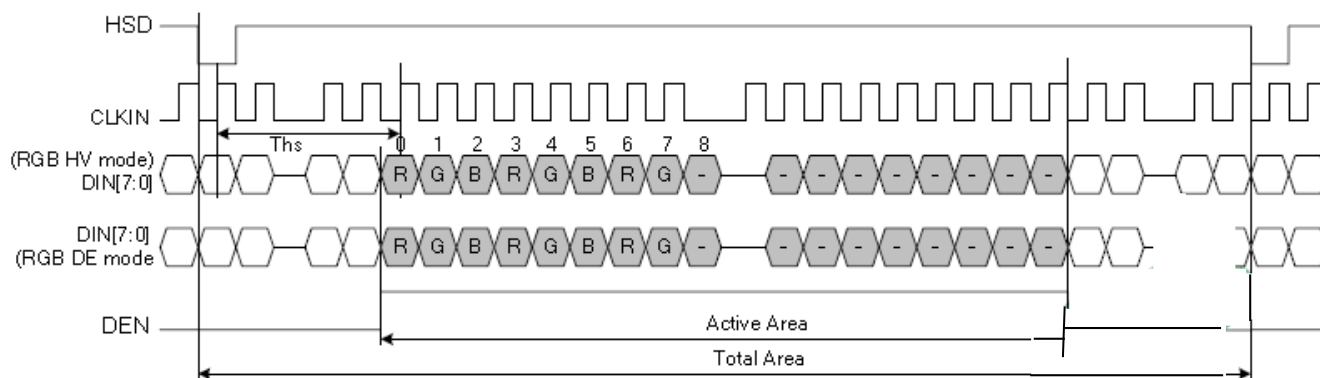 HSD
CLKIN
Ths
0 1 2 3 4 5 6 7 8
(RGB HV mode)
DIN[7:0]
R G B R G B R G - - - - - - - - -
DIN[7:0]
(RGB DE mode
R G B R G B R G - - - - - - - - -
DEN
Active Area
Total Area